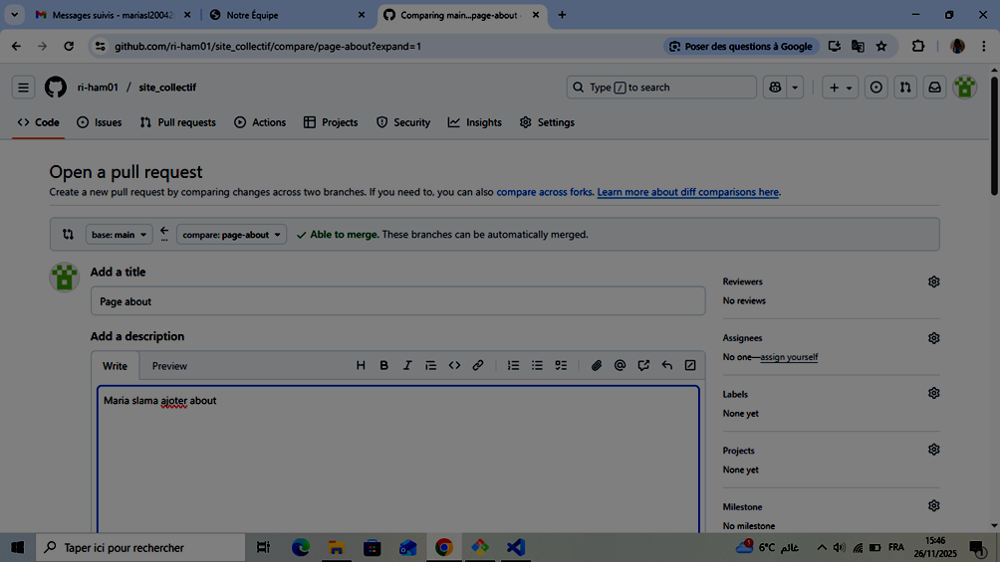 Messages suivis - mariasl20042
Notre Équipe
Comparing main...page-about
github.com/ri-ham01/site_collectif/compare/page-about?expand=1
Poser des questions à Google
ri-ham01 / site_collectif
Type / to search
Code
Issues
Pull requests
Actions
Projects
Security
Insights
Settings
Open a pull request
Create a new pull request by comparing changes across two branches. If you need to, you can also compare across forks. Learn more about diff comparisons here.
base: main
compare: page-about
Able to merge. These branches can be automatically merged.
Add a title
Page about
Add a description
Write
Preview
Maria slama ajoter about
Reviewers
No reviews
Assignees
No one—assign yourself
Labels
None yet
Projects
None yet
Milestone
No milestone
Taper ici pour rechercher
6°C غائم
FRA
15:46
26/11/2025
1